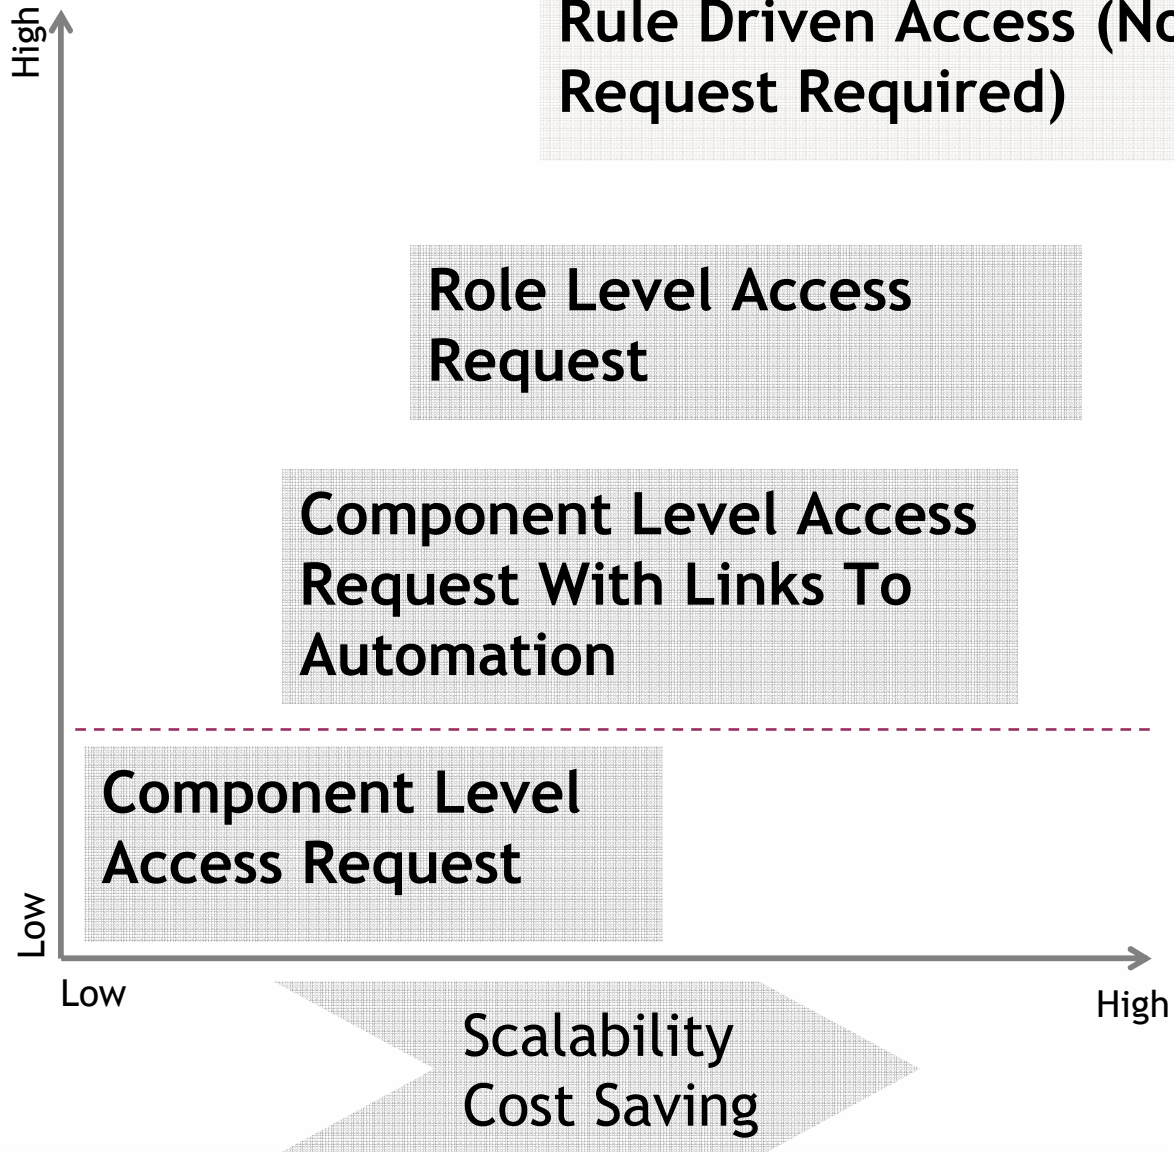 High
Rule Driven Access (No
Request Required)
Role Level Access
Request
Component Level Access
Request With Links To
Automation
Component Level
Access Request
Low
Low
High
Scalability
Cost Saving